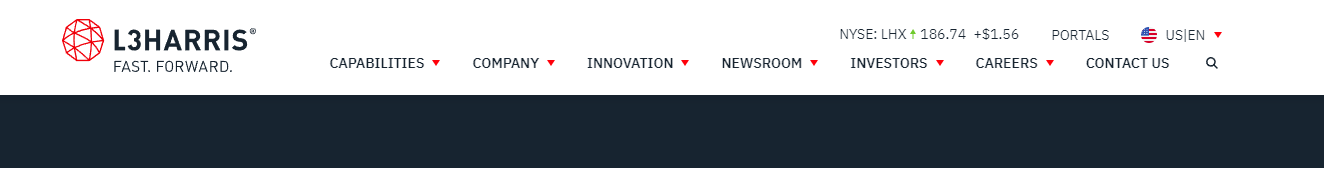 L3HARRIS®
FAST. FORWARD.
NYSE: LHX 186.74 +$1.56 PORTALS US|EN
CAPABILITIES COMPANY INNOVATION NEWSROOM INVESTORS CAREERS CONTACT US